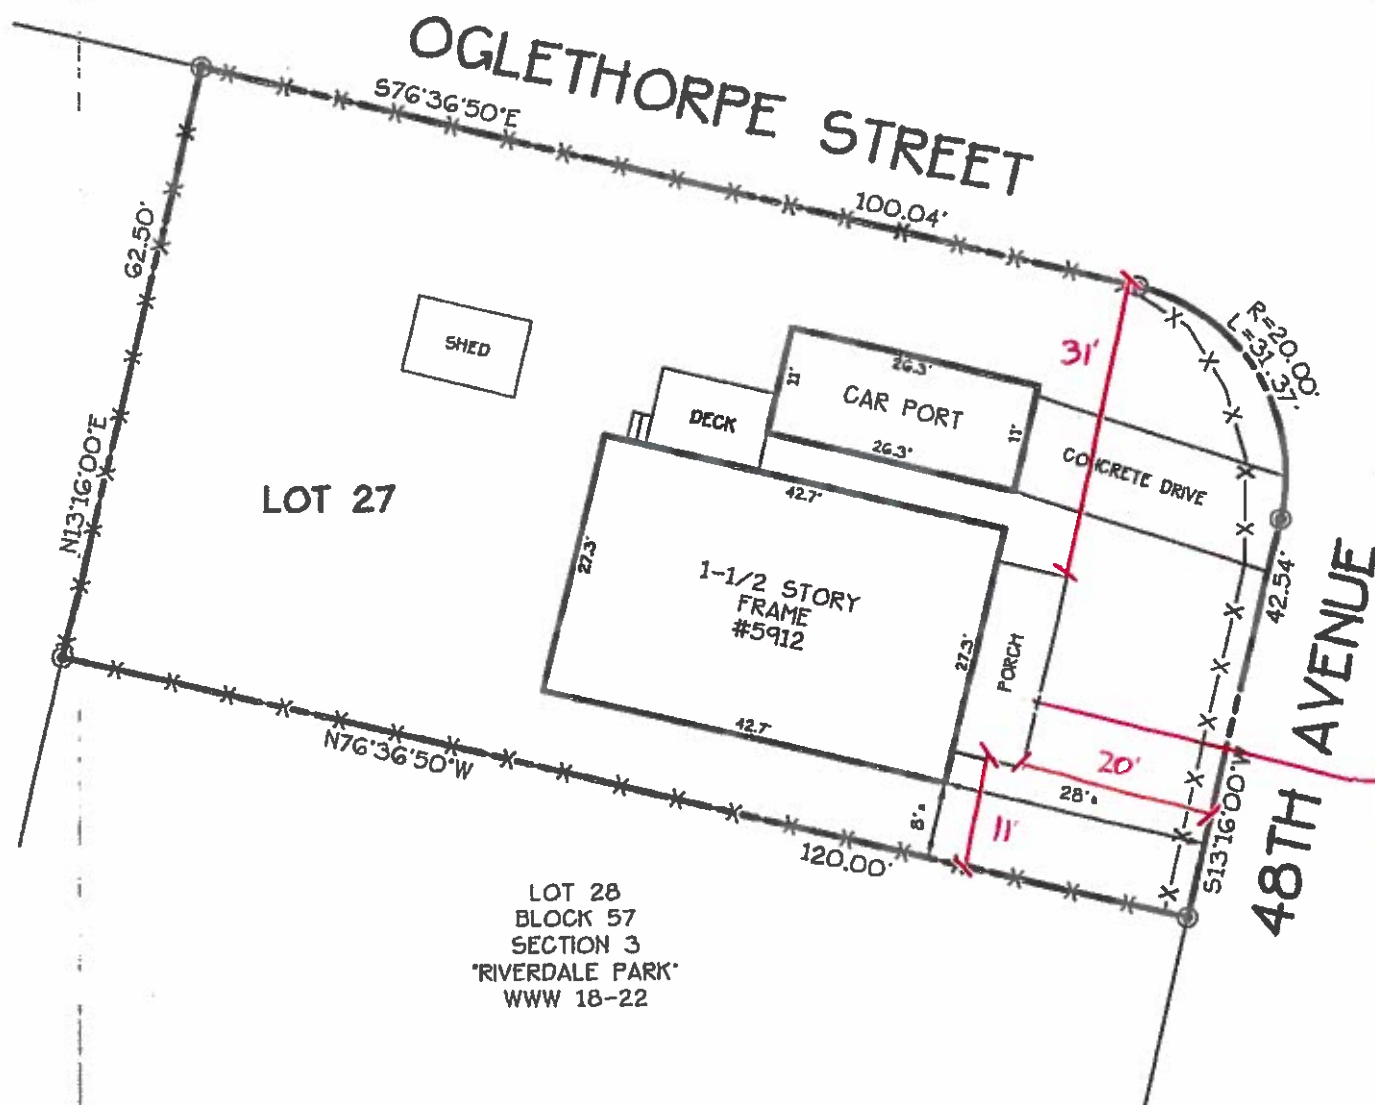 OGLETHORPE STREET
S76°36'50"E
100.04'
R=20.00'
L=31.37'
62.50'
N13°16'00"E
SHED
31'
26.3'
11'
CAR PORT
11'
26.3'
DECK
CONCRETE DRIVE
42.7'
LOT 27
27.3'
1-1/2 STORY
FRAME
#5912
27.3'
PORCH
42.54'
48TH AVENUE
S13°16'00"W
42.7'
20'
28'±
8'±
11'
N76°36'50"W
120.00'
LOT 28
BLOCK 57
SECTION 3
"RIVERDALE PARK"
WWW 18-22